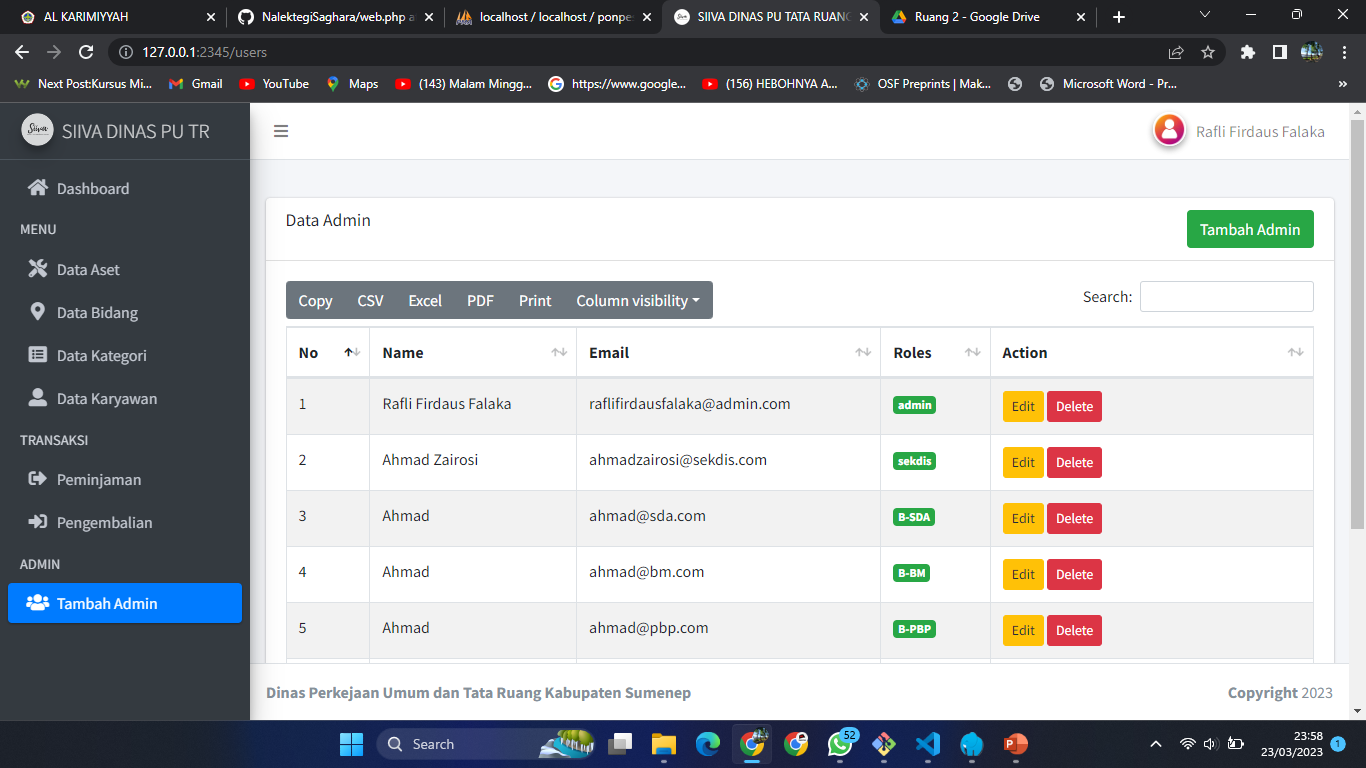 AL KARIMIYYAH
NalektegiSaghara/web.php a
localhost / localhost / ponpe
SIIVA DINAS PU TATA RUANG
Ruang 2 - Google Drive
127.0.0.1:2345/users
Next Post:Kursus Mi...
Gmail
YouTube
Maps
(143) Malam Mingg...
https://www.google...
(156) HEBOHNYA A...
OSF Preprints | Mak...
Microsoft Word - Pr...
»
Siiva
SIIVA DINAS PU TR
Rafli Firdaus Falaka
Dashboard
MENU
Data Aset
Data Bidang
Data Kategori
Data Karyawan
TRANSAKSI
Peminjaman
Pengembalian
ADMIN
Tambah Admin
Data Admin
Tambah Admin
Copy CSV Excel PDF Print Column visibility
Search:
No Name Email Roles Action
1 Rafli Firdaus Falaka raflifirdausfalaka@admin.com admin Edit Delete
2 Ahmad Zairosi ahmadzairosi@sekdis.com sekdis Edit Delete
3 Ahmad ahmad@sda.com B-SDA Edit Delete
4 Ahmad ahmad@bm.com B-BM Edit Delete
5 Ahmad ahmad@pbp.com B-PBP Edit Delete
Dinas Perkejaan Umum dan Tata Ruang Kabupaten Sumenep
Copyright 2023
Search
52
23:58
23/03/2023
1